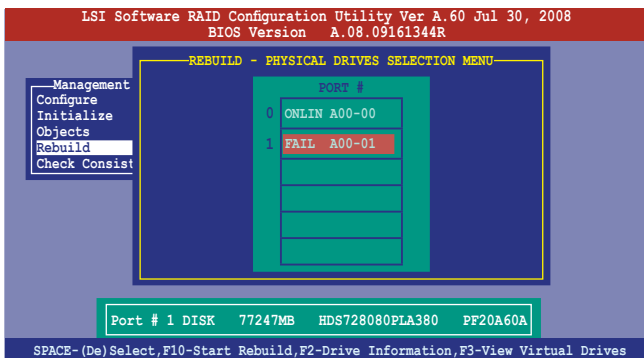 LSI Software RAID Configuration Utility Ver A.60 Jul 30, 2008
BIOS Version A.08.09161344R
REBUILD - PHYSICAL DRIVES SELECTION MENU
Management
Configure
Initialize
Objects
Rebuild
Check Consist
PORT #
0 ONLIN A00-00
1 FAIL A00-01
Port # 1 DISK 77247MB HDS728080PLA380 PF20A60A
SPACE-(De)Select,F10-Start Rebuild,F2-Drive Information,F3-View Virtual Drives